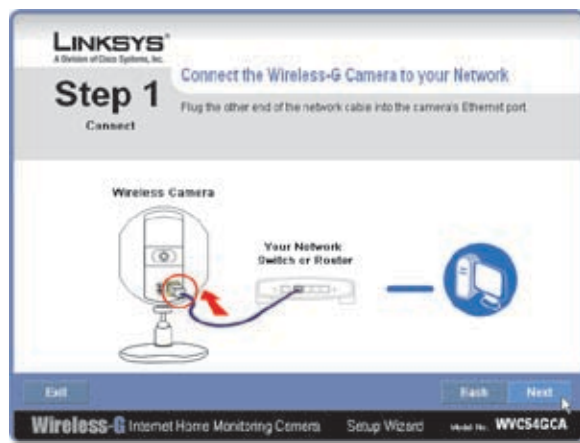 LINKSYS®
A Division of Cisco Systems, Inc.
Step 1
Connect
Connect the Wireless-G Camera to your Network
Plug the other end of the network cable into the camera's Ethernet port.
Wireless Camera
Your Network
Switch or Router
Exit
Back
Next
Wireless-G Internet Home Monitoring Camera Setup Wizard Model No. WVC54GCA